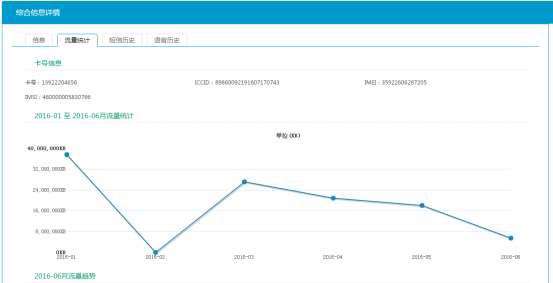 综合信息详情
信息 流量统计 短信历史 语音历史
卡号信息
卡号：13922204656 ICCID：89860092191607170743 IMEI：35922606287205
IMSI：460000005830766
2016-01 至 2016-06月流量统计
单位(KB)
40,000,000KB
32,000,000KB
24,000,000KB
16,000,000KB
8,000,000KB
0KB
2016-01 2016-02 2016-03 2016-04 2016-05 2016-06
2016-06月流量趋势